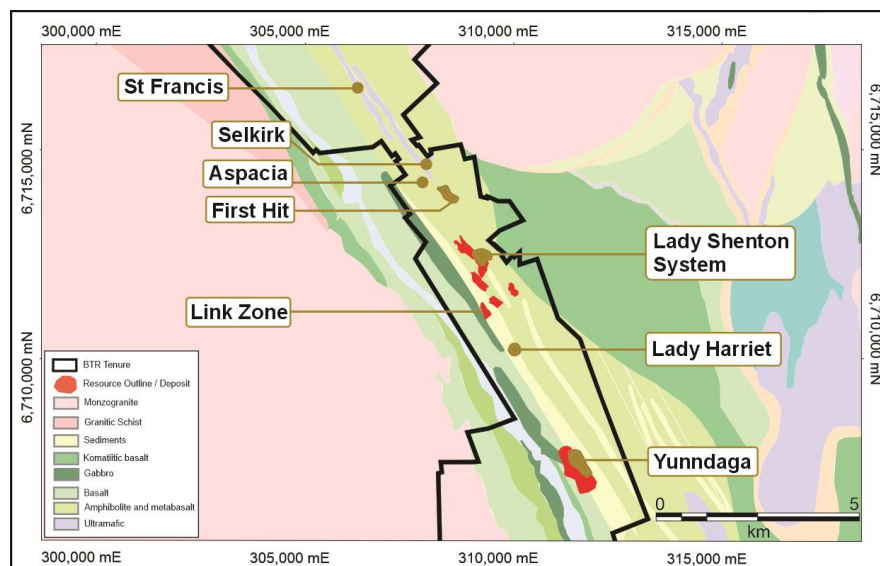 300,000 mE
305,000 mE
310,000 mE
315,000 mE
St Francis
Selkirk
Aspacia
First Hit
Link Zone
Lady Shenton
System
Lady Harriet
Yunndaga
6,715,000 mN
6,710,000 mN
6,715,000 mN
6,710,000 mN
BTR Tenure
Resource Outline / Deposit
Monzogranite
Granitic Schist
Sediments
Komatiitic basalt
Gabbro
Basalt
Amphibolite and metabasalt
Ultramafic
0
5
km
300,000 mE
305,000 mE
310,000 mE
315,000 mE